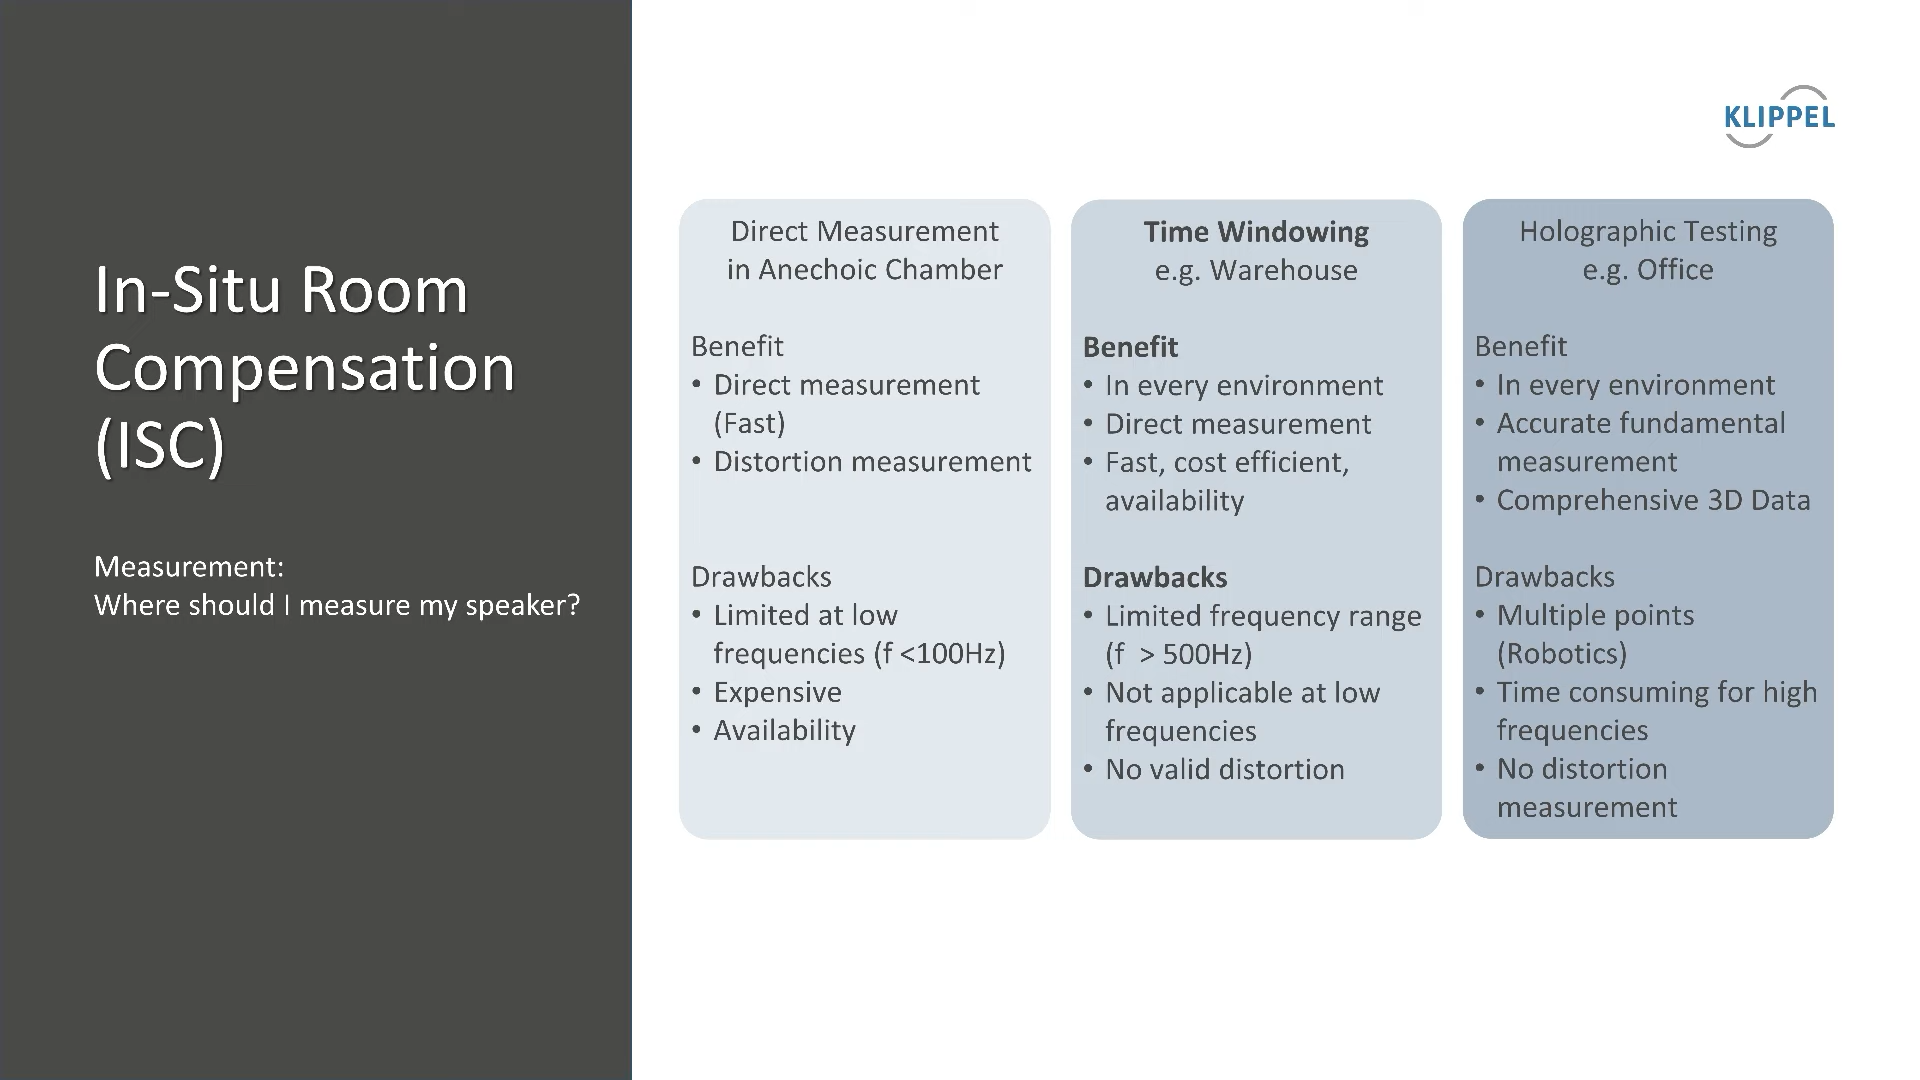 In-Situ Room
Compensation
(ISC)
Measurement:
Where should I measure my speaker?
KLIPPEL
Direct Measurement
in Anechoic Chamber
Benefit
• Direct measurement
(Fast)
• Distortion measurement
Drawbacks
• Limited at low
frequencies (f <100Hz)
• Expensive
• Availability
Time Windowing
e.g. Warehouse
Benefit
• In every environment
• Direct measurement
• Fast, cost efficient,
availability
Drawbacks
• Limited frequency range
(f  > 500Hz)
• Not applicable at low
frequencies
• No valid distortion
Holographic Testing
e.g. Office
Benefit
• In every environment
• Accurate fundamental
measurement
• Comprehensive 3D Data
Drawbacks
• Multiple points
(Robotics)
• Time consuming for high
frequencies
• No distortion
measurement